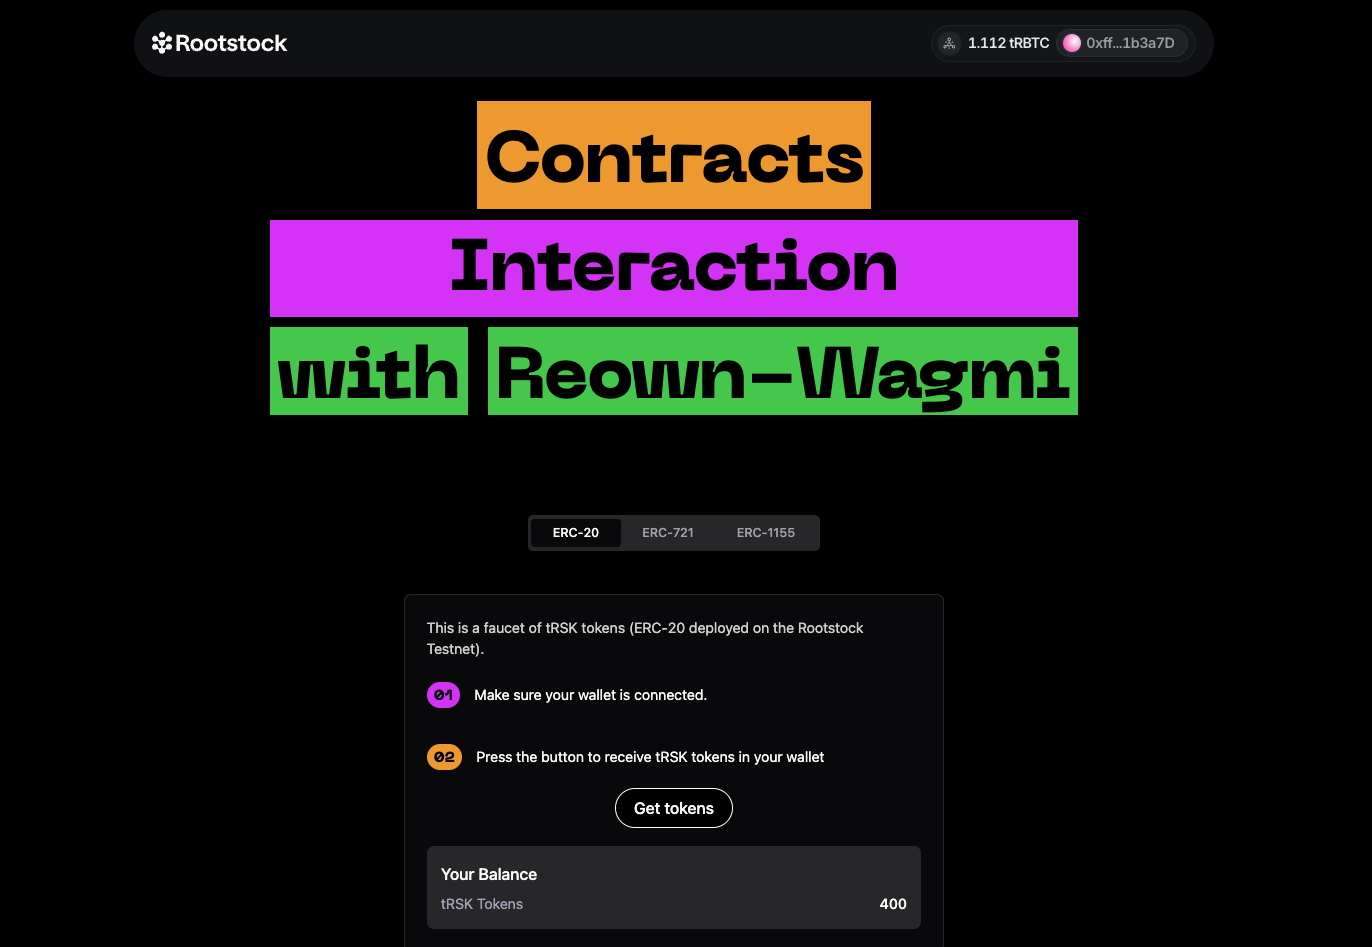 Rootstock
1.112 tRBTC 0xff...1b3a7D
Contracts
Interaction
with Reown-Wagmi
ERC-20 ERC-721 ERC-1155
This is a faucet of tRSK tokens (ERC-20 deployed on the Rootstock
Testnet).
01 Make sure your wallet is connected.
02 Press the button to receive tRSK tokens in your wallet
Get tokens
Your Balance
tRSK Tokens 400